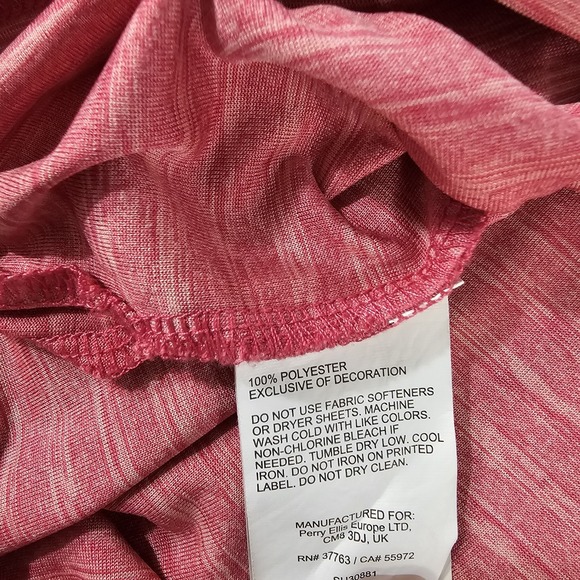 100% POLYESTER
EXCLUSIVE OF DECORATION
DO NOT USE FABRIC SOFTENERS
OR DRYER SHEETS. MACHINE
WASH COLD WITH LIKE COLORS.
NON-CHLORINE BLEACH IF
NEEDED. TUMBLE DRY LOW. COOL
IRON. DO NOT IRON ON PRINTED
LABEL. DO NOT DRY CLEAN.
MANUFACTURED FOR:
Perry Ellis Europe LTD,
CM8 3DJ, UK
RN# 37763 / CA# 55972